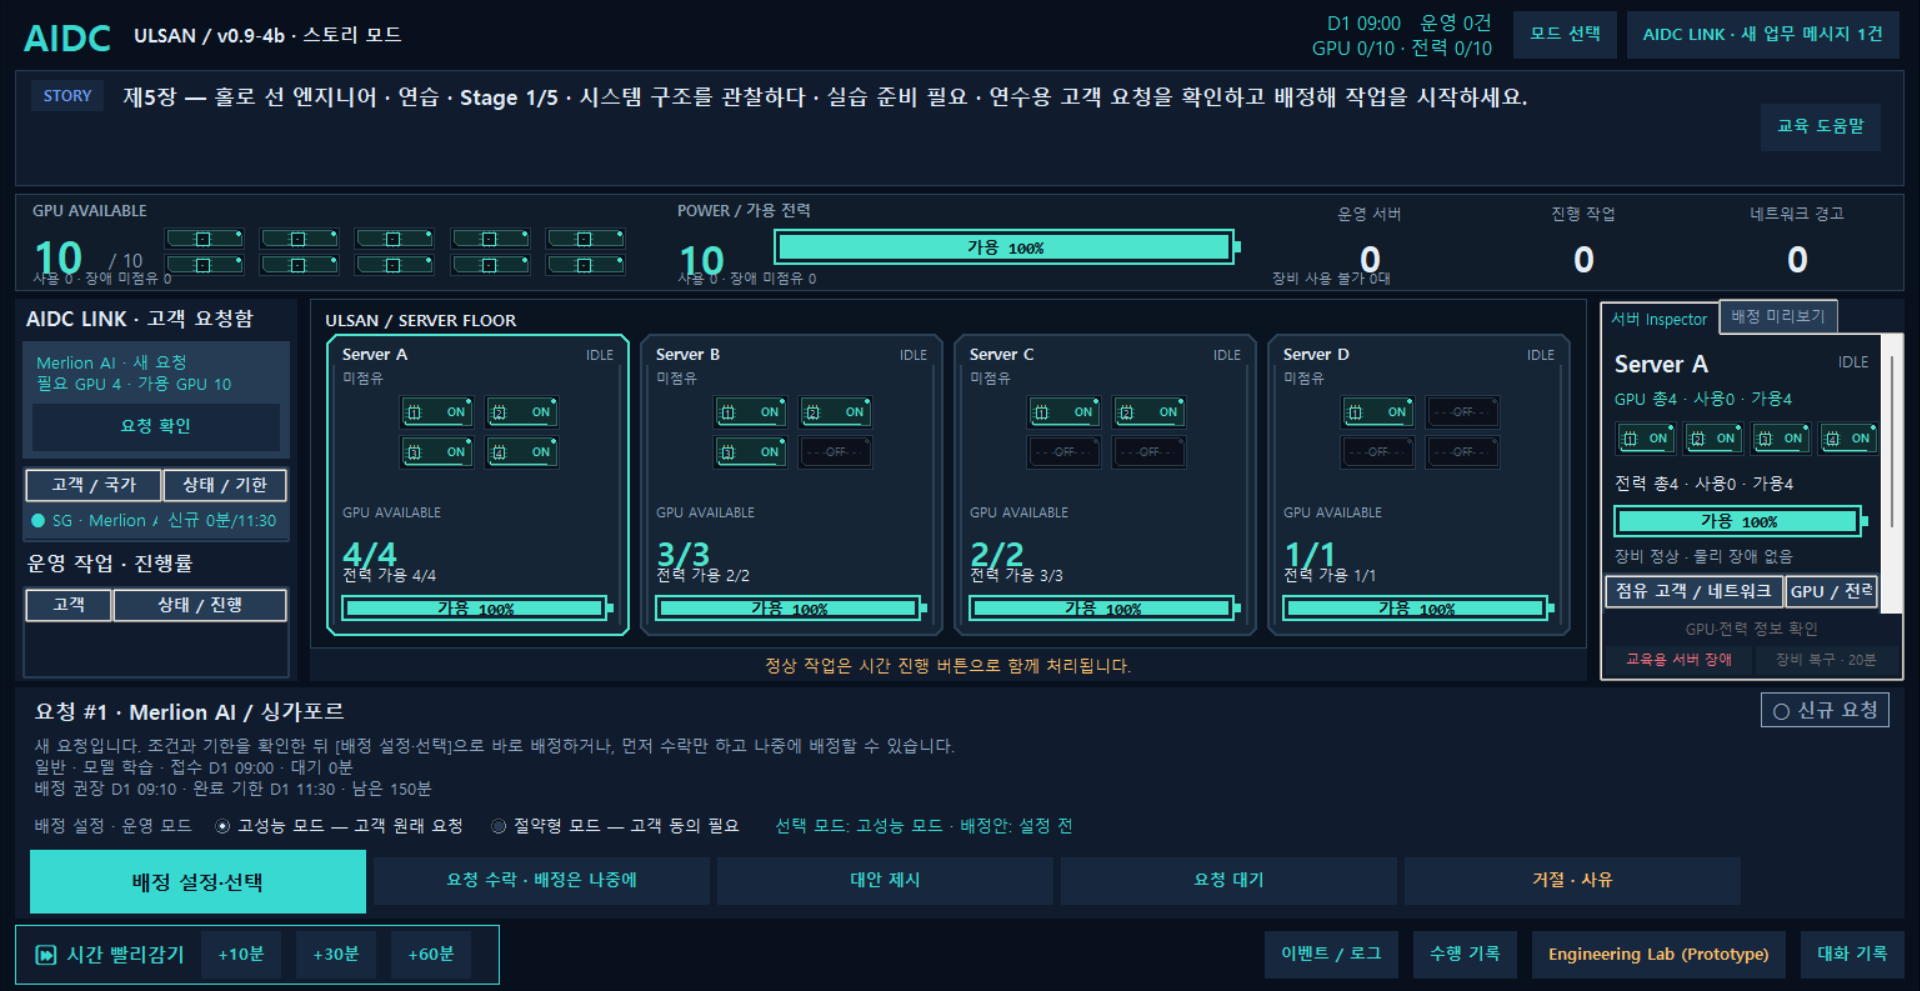 AIDC ULSAN / v0.9-4b · 스토리 모드
D1 09:00 운영 0건
GPU 0/10 · 전력 0/10
모드 선택
AIDC LINK · 새 업무 메시지 1건
STORY 제5장 — 홀로 선 엔지니어 · 연습 · Stage 1/5 · 시스템 구조를 관찰하다 · 실습 준비 필요 · 연수용 고객 요청을 확인하고 배정해 작업을 시작하세요.
교육 도움말
GPU AVAILABLE
10 / 10
사용 0 · 장애 미점유 0
POWER / 가용 전력
10
가용 100%
사용 0 · 장애 미점유 0
운영 서버
0
장비 사용 불가 0대
진행 작업
0
네트워크 경고
0
AIDC LINK · 고객 요청함
Merlion AI · 새 요청
필요 GPU 4 · 가용 GPU 10
요청 확인
고객 / 국가 상태 / 기한
SG · Merlion 신규 0분/11:30
운영 작업 · 진행률
고객 상태 / 진행
ULSAN / SERVER FLOOR
Server A IDLE
미점유
1 ON 2 ON
3 ON 4 ON
GPU AVAILABLE
4/4
전력 가용 4/4
가용 100%
Server B IDLE
미점유
1 ON 2 ON
3 ON OFF
GPU AVAILABLE
3/3
전력 가용 2/2
가용 100%
Server C IDLE
미점유
1 ON 2 ON
OFF OFF
GPU AVAILABLE
2/2
전력 가용 3/3
가용 100%
Server D IDLE
미점유
1 ON OFF
OFF OFF
GPU AVAILABLE
1/1
전력 가용 1/1
가용 100%
정상 작업은 시간 진행 버튼으로 함께 처리됩니다.
서버 Inspector 배정 미리보기
Server A IDLE
GPU 총4 · 사용0 · 가용4
1 ON 2 ON 3 ON 4 ON
전력 총4 · 사용0 · 가용4
가용 100%
장비 정상 · 물리 장애 없음
점유 고객 / 네트워크 GPU / 전력
GPU·전력 정보 확인
교육용 서버 장애 장비 복구 · 20분
요청 #1 · Merlion AI / 싱가포르
○ 신규 요청
새 요청입니다. 조건과 기한을 확인한 뒤 [배정 설정·선택]으로 바로 배정하거나, 먼저 수락만 하고 나중에 배정할 수 있습니다.
일반 · 모델 학습 · 접수 D1 09:00 · 대기 0분
배정 권장 D1 09:10 · 완료 기한 D1 11:30 · 남은 150분
배정 설정 · 운영 모드 고성능 모드 — 고객 원래 요청 절약형 모드 — 고객 동의 필요 선택 모드: 고성능 모드 · 배정안: 설정 전
배정 설정·선택 요청 수락 · 배정은 나중에 대안 제시 요청 대기 거절 · 사유
시간 빨리감기 +10분 +30분 +60분
이벤트 / 로그 수행 기록 Engineering Lab (Prototype) 대화 기록